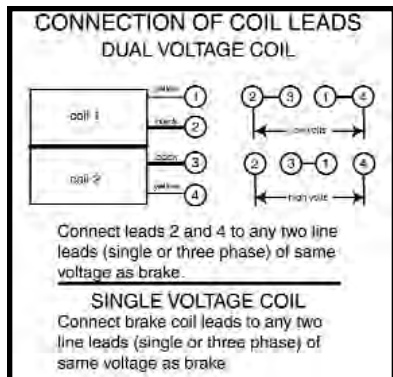 CONNECTION OF COIL LEADS
DUAL VOLTAGE COIL
coil 1
yellow
1
black
2
black
3
coil 2
yellow
4
2 3 1 4
low volts
2 3 1 4
high volts
Connect leads 2 and 4 to any two line
leads (single or three phase) of same
voltage as brake.
SINGLE VOLTAGE COIL
Connect brake coil leads to any two
line leads (single or three phase) of
same voltage as brake